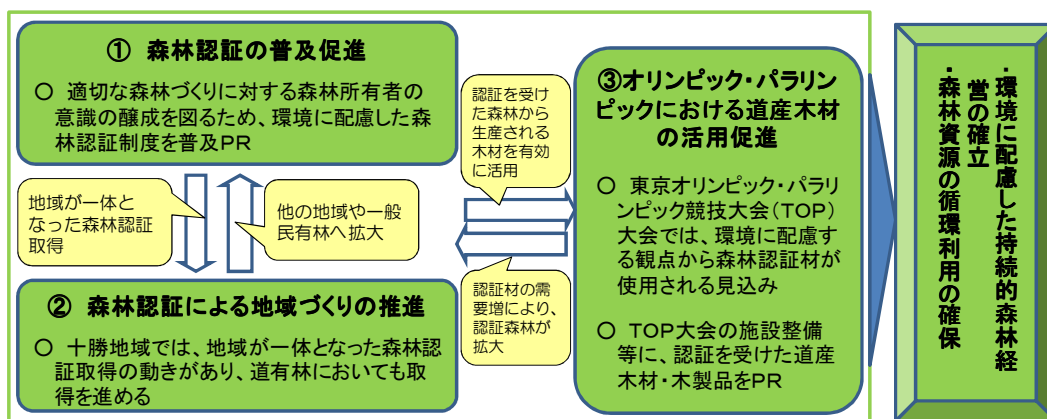 ① 森林認証の普及促進
○ 適切な森林づくりに対する森林所有者の
意識の醸成を図るため、環境に配慮した森
林認証制度を普及PR
地域が一体と
なった森林認証
取得
他の地域や一般
民有林へ拡大
② 森林認証による地域づくりの推進
○ 十勝地域では、地域が一体となった森林認
証取得の動きがあり、道有林においても取
得を進める
認証を受け
た森林から
生産される
木材を有効
に活用
認証材の需
要増により、
認証森林が
拡大
③オリンピック・パラリン
ピックにおける道産木材
の活用促進
○ 東京オリンピック・パラリ
ンピック競技大会(TOP)
大会では、環境に配慮す
る観点から森林認証材が
使用される見込み
○ TOP大会の施設整備
等に、認証を受けた道産
木材・木製品をPR
・環境に配慮した持続的森林経
営の確立
・森林資源の循環利用の確保